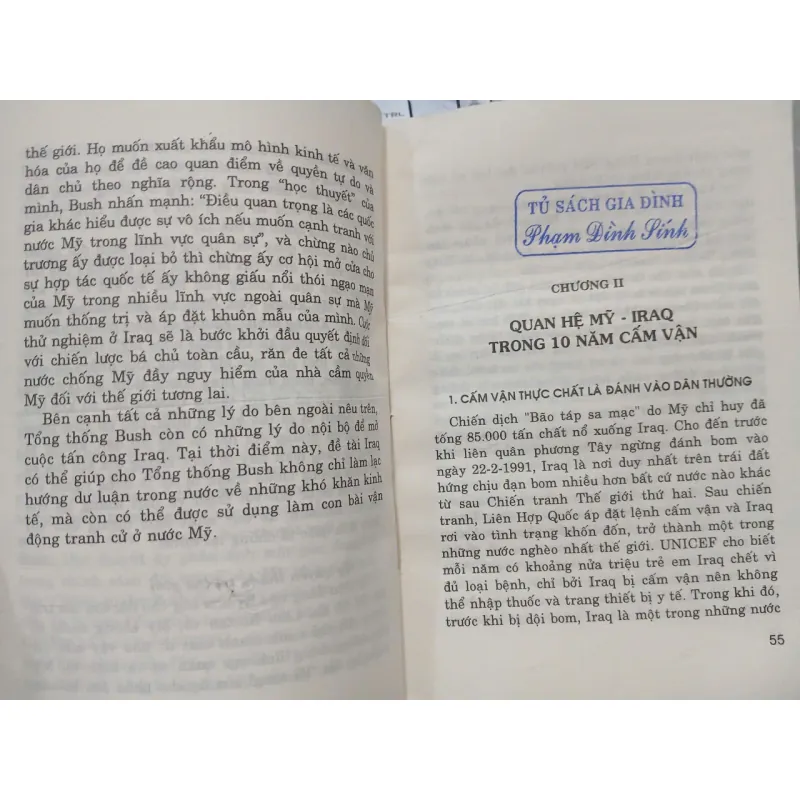 TRL
thế giới. Họ muốn xuất khẩu mô hình kinh tế và văn
hóa của họ để đề cao quan điểm về quyền tự do và
dân chủ theo nghĩa rộng. Trong “học thuyết” của
mình, Bush nhấn mạnh: “Điều quan trọng là các quốc
gia khác hiểu được sự vô ích nếu muốn cạnh tranh với
nước Mỹ trong lĩnh vực quân sự”, và chừng nào chủ
trương ấy được loại bỏ thì chừng ấy cơ hội mở cửa cho
sự hợp tác quốc tế ấy không giấu nổi thói ngạo mạn
của Mỹ trong nhiều lĩnh vực ngoài quân sự mà Mỹ
muốn thống trị và áp đặt khuôn mẫu của mình. Cuộc
thử nghiệm ở Iraq sẽ là bước khởi đầu quyết định đối
với chiến lược bá chủ toàn cầu, răn đe tất cả những
nước chống Mỹ đầy nguy hiểm của nhà cầm quyền
Mỹ đối với thế giới tương lai.
Bên cạnh tất cả những lý do bên ngoài nêu trên,
Tổng thống Bush còn có những lý do nội bộ để mở
cuộc tấn công Iraq. Tại thời điểm này, đề tài Iraq
có thể giúp cho Tổng thống Bush không chỉ làm lạc
hướng dư luận trong nước về những khó khăn kinh
tế, mà còn có thể được sử dụng làm con bài vận
động tranh cử ở nước Mỹ.
TỦ SÁCH GIA ĐÌNH
Phạm Đình Sính
CHƯƠNG II
QUAN HỆ MỸ - IRAQ
TRONG 10 NĂM CẤM VẬN
1. CẤM VẬN THỰC CHẤT LÀ ĐÁNH VÀO DÂN THƯỜNG
Chiến dịch "Bão táp sa mạc" do Mỹ chỉ huy đã
tống 85.000 tấn chất nổ xuống Iraq. Cho đến trước
khi liên quân phương Tây ngừng đánh bom vào
ngày 22-2-1991, Iraq là nơi duy nhất trên trái đất
hứng chịu đạn bom nhiều hơn bất cứ nước nào khác
từ sau Chiến tranh Thế giới thứ hai. Sau chiến
tranh, Liên Hợp Quốc áp đặt lệnh cấm vận và Iraq
rơi vào tình trạng khốn đốn, trở thành một trong
những nước nghèo nhất thế giới. UNICEF cho biết
mỗi năm có khoảng nửa triệu trẻ em Iraq chết vì
đủ loại bệnh, chỉ bởi Iraq bị cấm vận nên không
thể nhập thuốc và trang thiết bị y tế. Trong khi đó,
trước khi bị dội bom, Iraq là một trong những nước
55